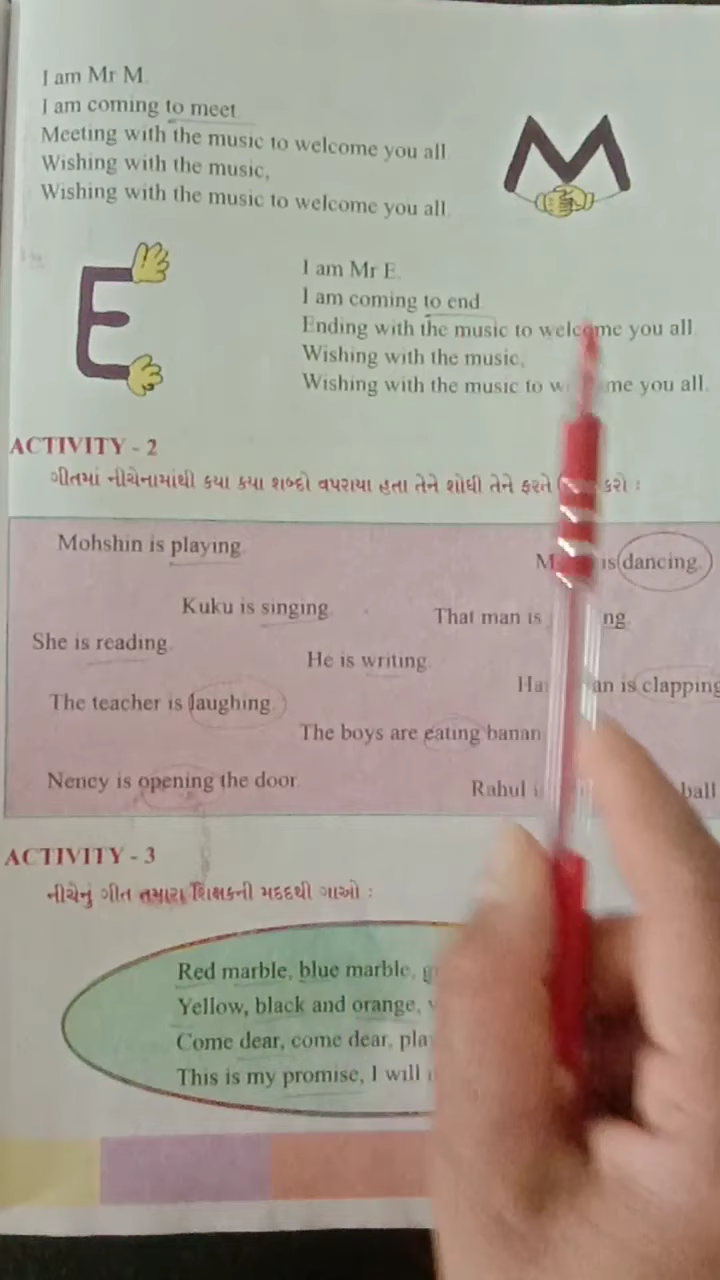 I am Mr M.
I am coming to meet
Meeting with the music to welcome you all.
Wishing with the music,
Wishing with the music to welcome you all.
M
E
I am Mr E.
I am coming to end
Ending with the music to welcome you all.
Wishing with the music,
Wishing with the music to me you all.
ACTIVITY - 2
ગીતમાં નીચેનામાંથી કયા કયા શબ્દો વપરાયા હતા તેને શોધી તેને ફરતે કરો :
Mohshin is playing.
is dancing.
Kuku is singing.
That man is
She is reading.
He is writing.
is clapping
The teacher is laughing.
The boys are eating
Nency is opening the door.
Rahul ball
ACTIVITY - 3
નીચેનું ગીત તમારા શિક્ષકની મદદથી ગાઓ :
Red marble, blue marble,
Yellow, black and orange,
Come dear, come dear,
This is my promise, I will